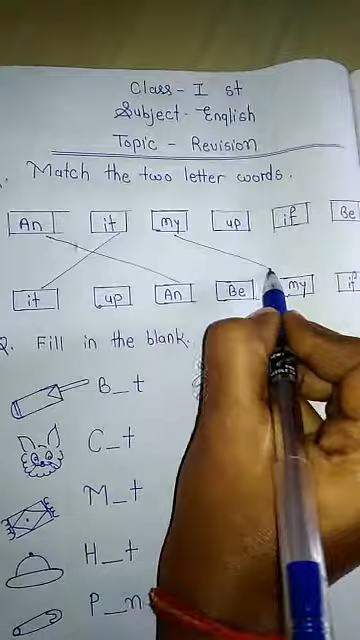 Class - I st
Subject - English
Topic - Revision
Match the two letter words.
An it my up if Be
it up An Be my if
Q. Fill in the blank.
B_t
C_t
M_t
H_t
P_n